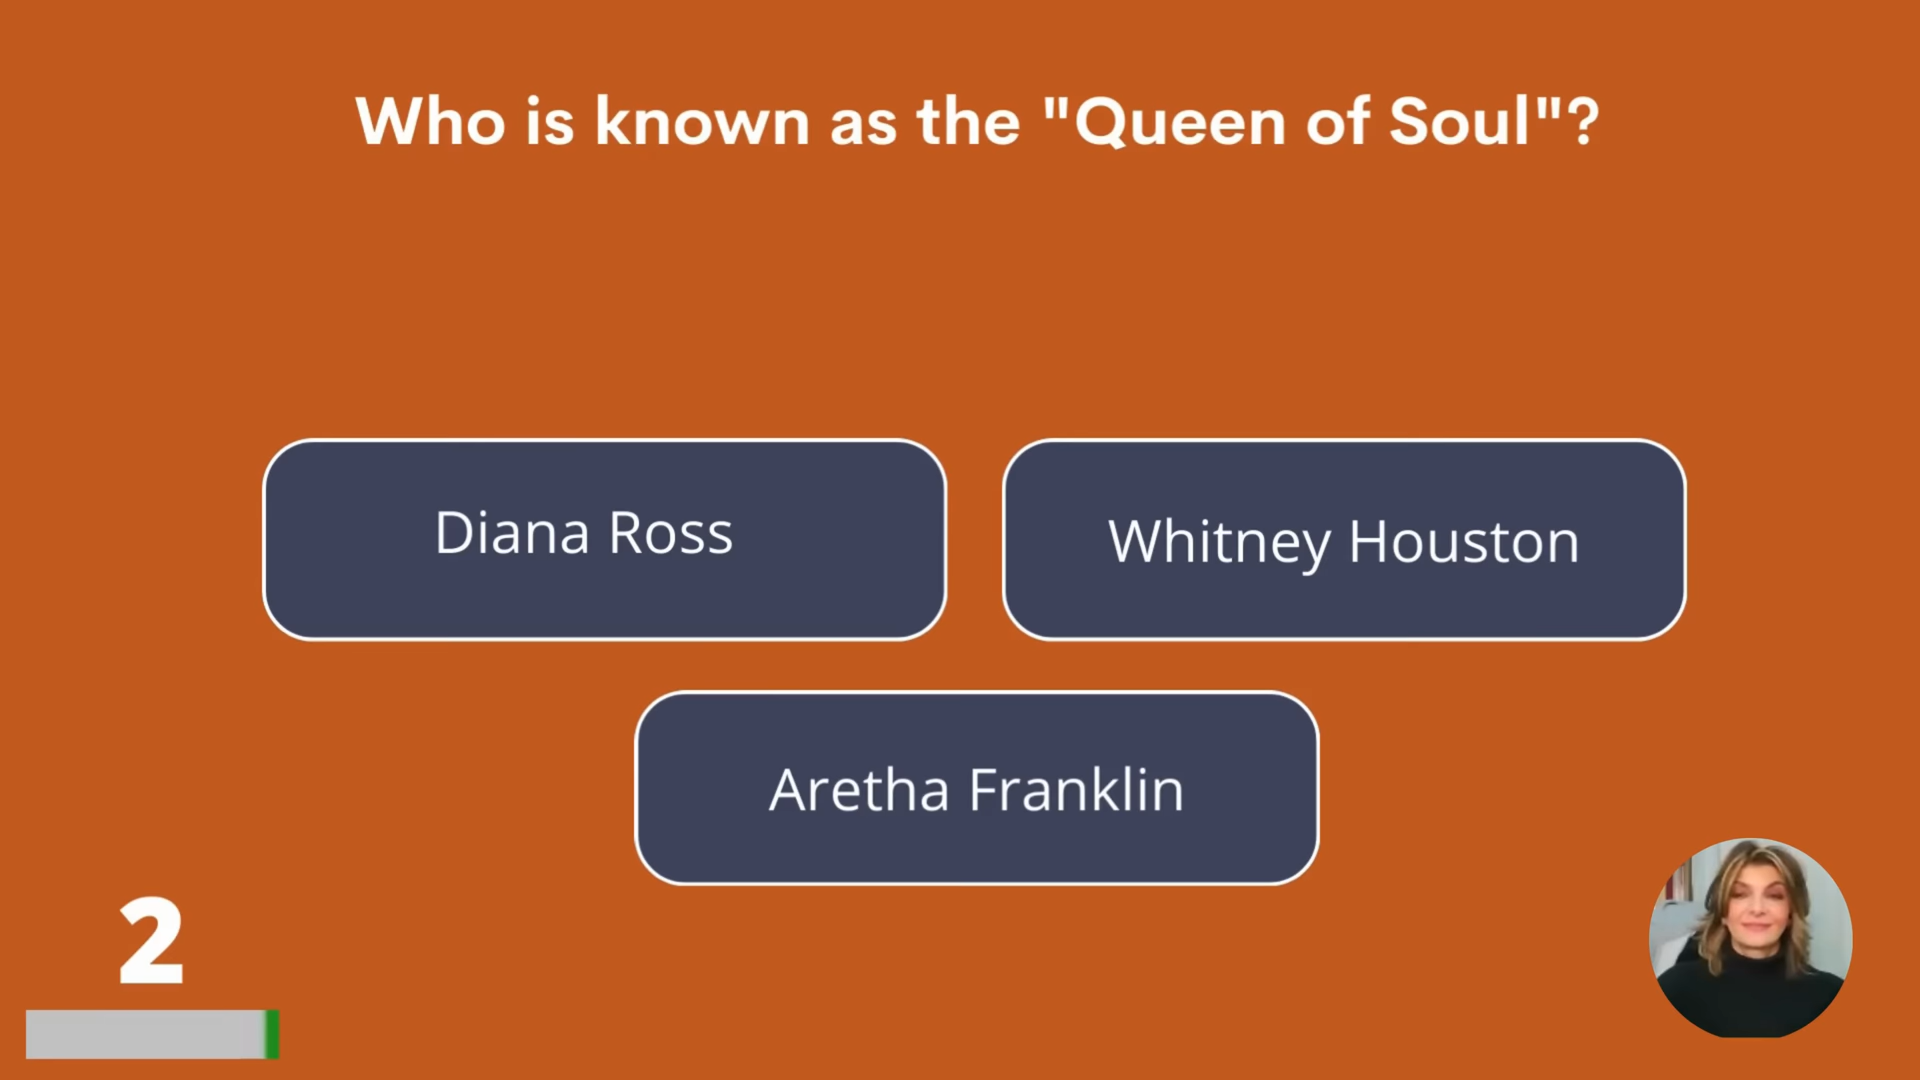 Who is known as the "Queen of Soul"?
Diana Ross
Whitney Houston
Aretha Franklin
2